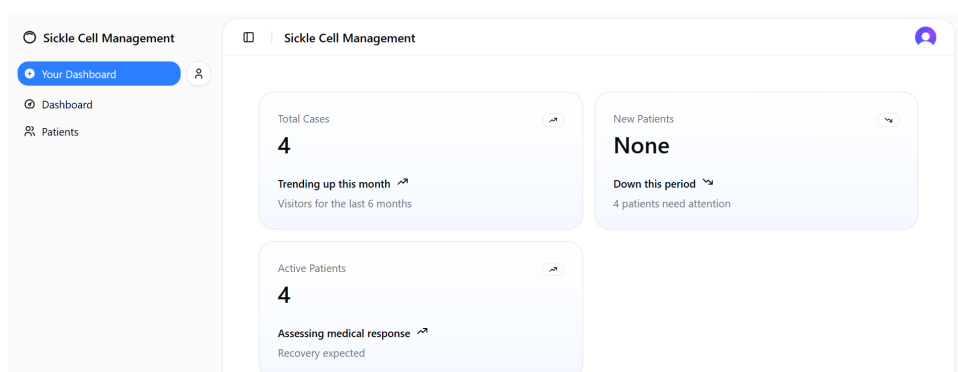 Sickle Cell Management
Your Dashboard
Dashboard
Patients
Sickle Cell Management
Total Cases
4
Trending up this month
Visitors for the last 6 months
New Patients
None
Down this period
4 patients need attention
Active Patients
4
Assessing medical response
Recovery expected